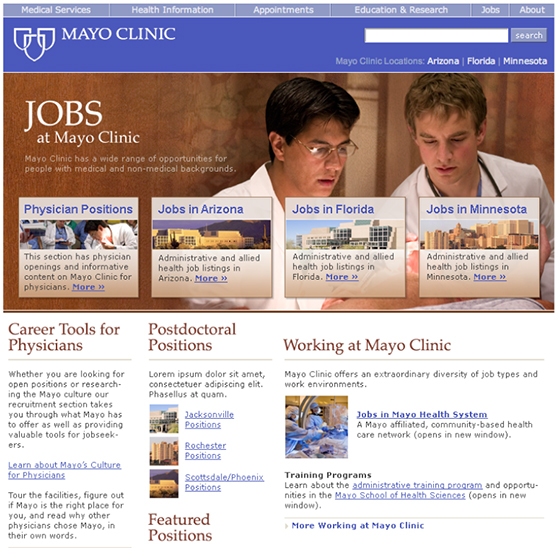 Medical Services | Health Information | Appointments | Education & Research | Jobs | About
MAYO CLINIC
search
Mayo Clinic Locations: Arizona | Florida | Minnesota
JOBS
at Mayo Clinic
Mayo Clinic has a wide range of opportunities for
people with medical and non-medical backgrounds.
Physician Positions
This section has physician
openings and informative
content on Mayo Clinic for
physicians. More »
Jobs in Arizona
Administrative and allied
health job listings in
Arizona. More »
Jobs in Florida
Administrative and allied
health job listings in
Florida. More »
Jobs in Minnesota
Administrative and allied
health job listings in
Minnesota. More »
Career Tools for
Physicians
Whether you are looking for
open positions or research-
ing the Mayo culture our
recruitment section takes
you through what Mayo has
to offer as well as providing
valuable tools for jobseek-
ers.
Learn about Mayo's Culture
for Physicians
Tour the facilities, figure out
if Mayo is the right place for
you, and read why other
physicians chose Mayo, in
their own words.
Postdoctoral
Positions
Lorem ipsum dolor sit amet,
consectetuer adipiscing elit.
Phasellus at quam.
Jacksonville
Positions
Rochester
Positions
Scottsdale/Phoenix
Positions
Featured
Positions
Working at Mayo Clinic
Mayo Clinic offers an extraordinary diversity of job types and
work environments.
Jobs in Mayo Health System
A Mayo affiliated, community-based health
care network (opens in new window).
Training Programs
Learn about the administrative training program and opportu-
nities in the Mayo School of Health Sciences (opens in new
window).
› More Working at Mayo Clinic